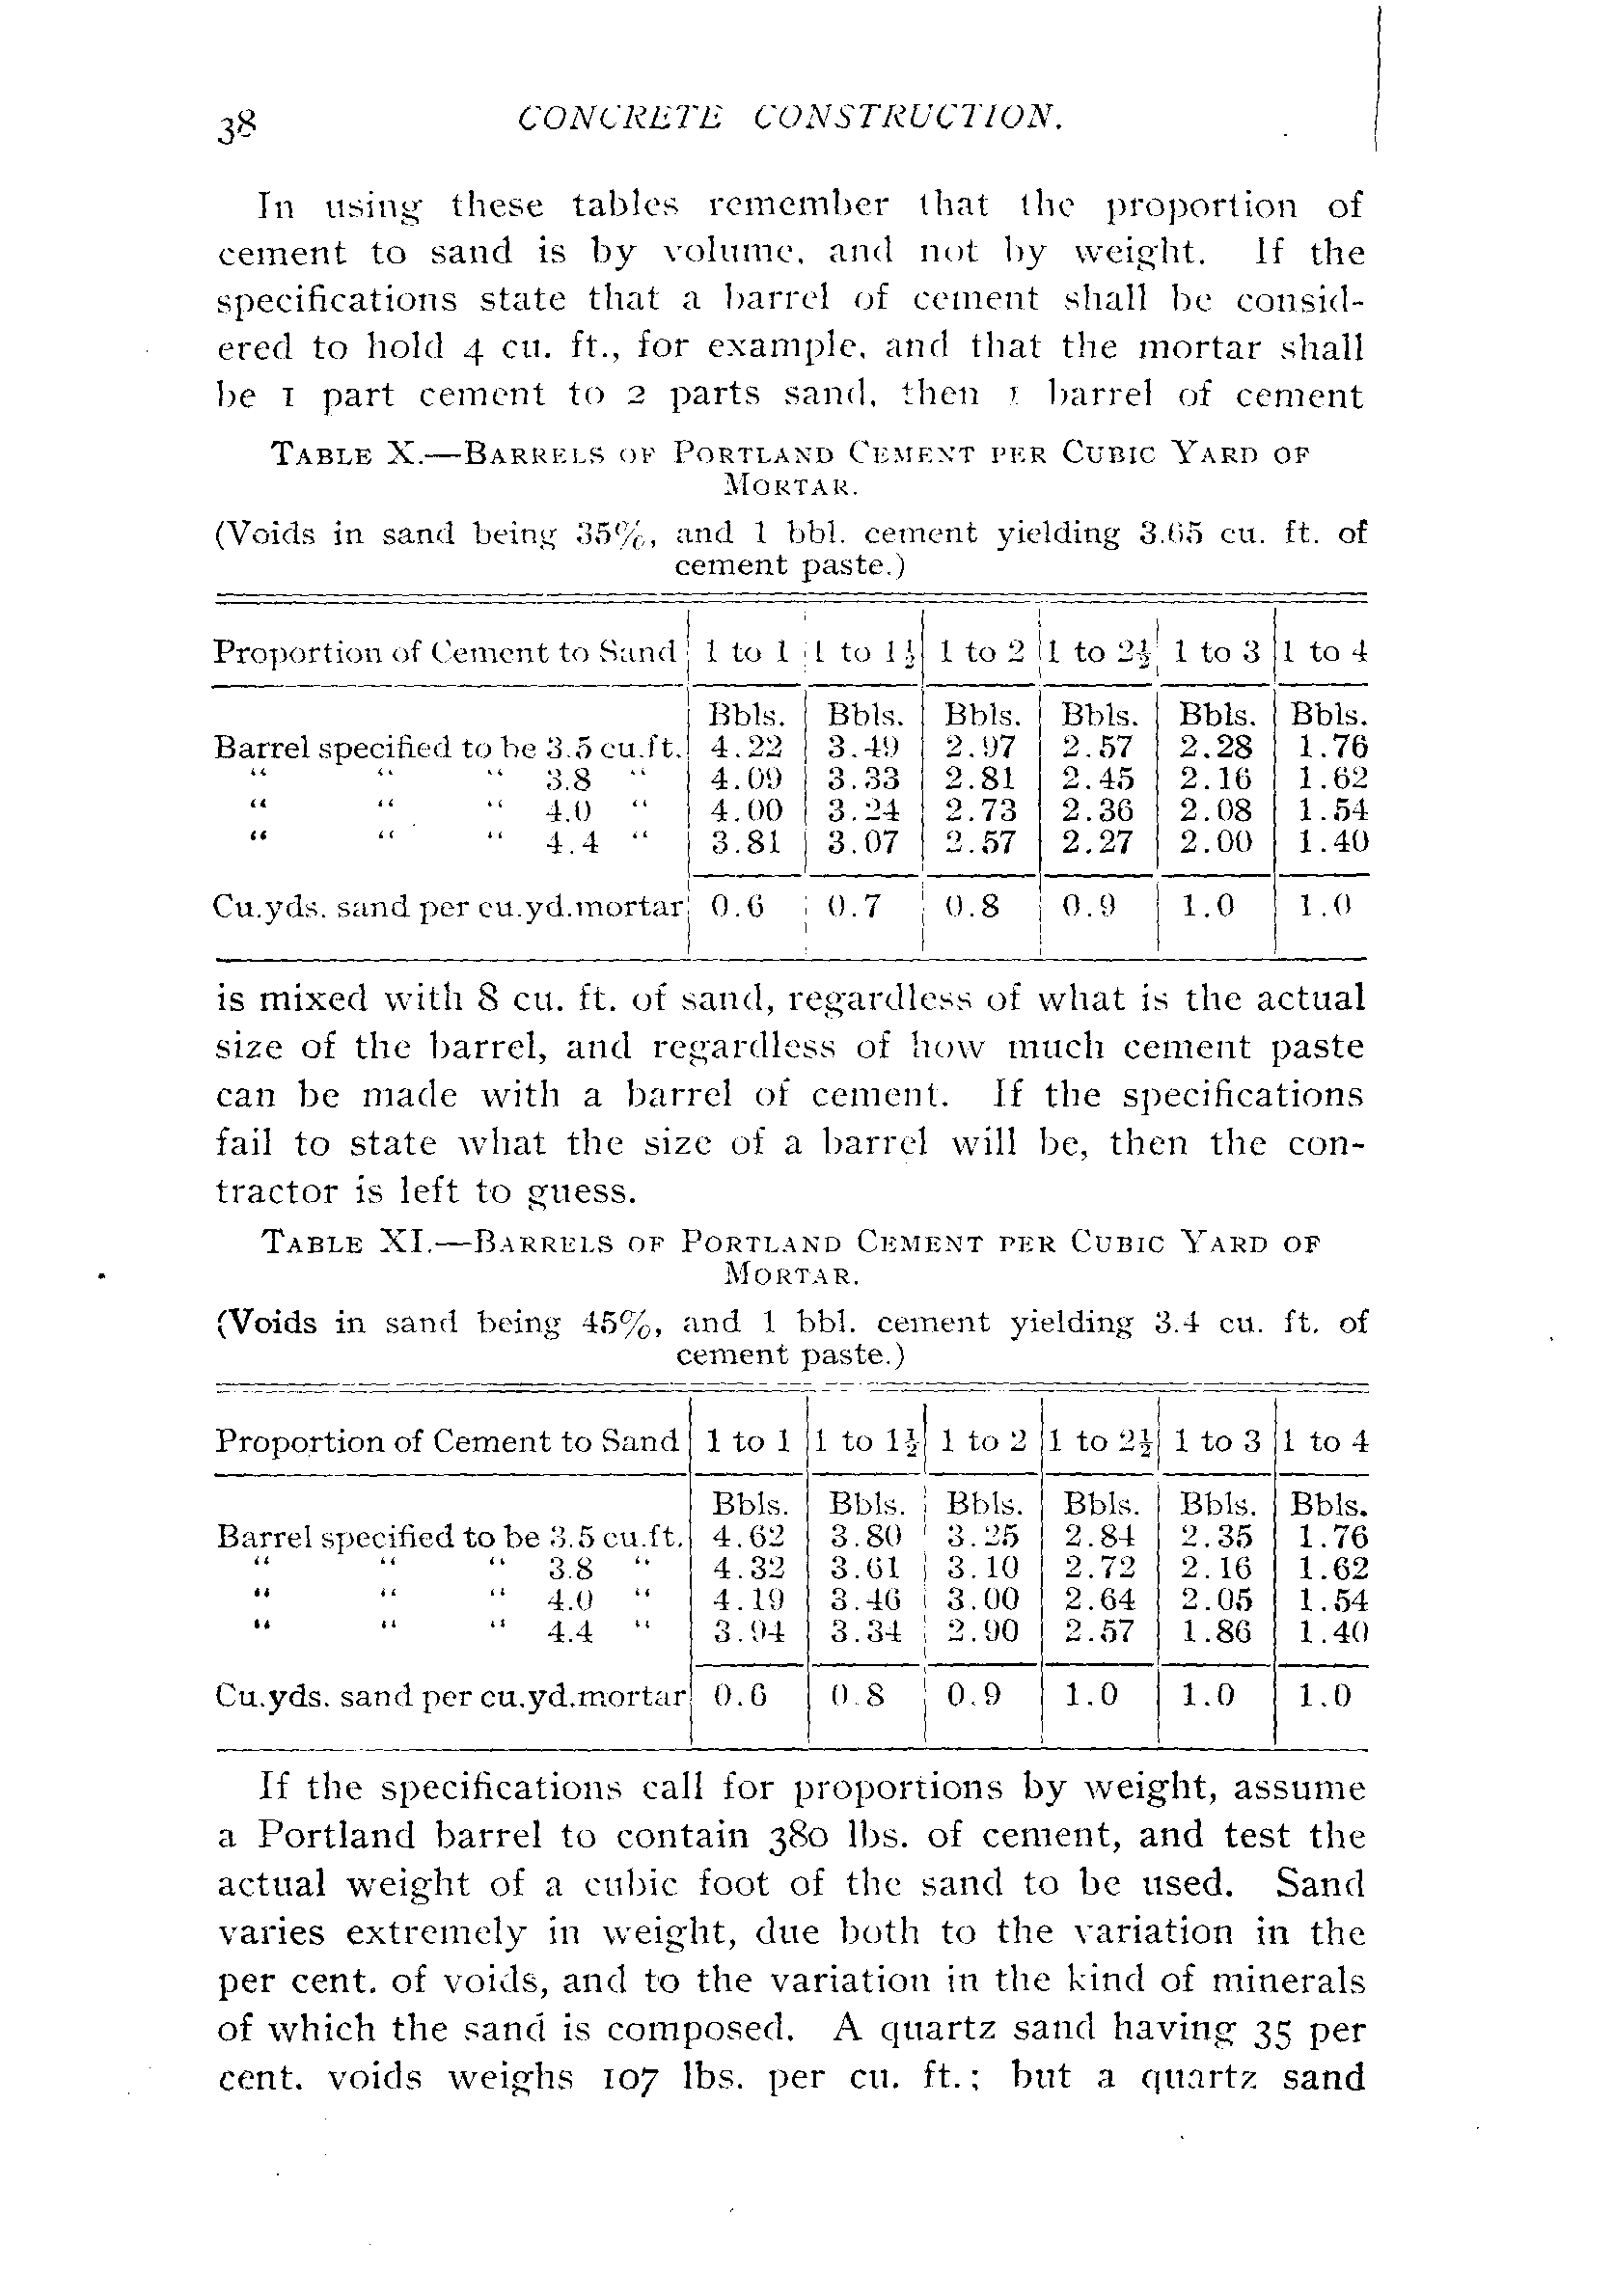 38 CONCRETE CONSTRUCTION.
In using these tables remember that the proportion of
cement to sand is by volume, and not by weight. If the
specifications state that a barrel of cement shall be consid-
ered to hold 4 cu. ft., for example, and that the mortar shall
be 1 part cement to 2 parts sand, then 1 barrel of cement
TABLE X.—BARRELS OF PORTLAND CEMENT PER CUBIC YARD OF
MORTAR.
(Voids in sand being 35%, and 1 bbl. cement yielding 3.65 cu. ft. of
cement paste.)
Proportion of Cement to Sand 1 to 1 1 to 1½ 1 to 2 1 to 2½ 1 to 3 1 to 4
Bbls. Bbls. Bbls. Bbls. Bbls. Bbls.
Barrel specified to be 3.5 cu.ft. 4.22 3.49 2.97 2.57 2.28 1.76
" " " 3.8 " 4.09 3.33 2.81 2.45 2.16 1.62
" " " 4.0 " 4.00 3.24 2.73 2.36 2.08 1.54
" " " 4.4 " 3.81 3.07 2.57 2.27 2.00 1.40
Cu.yds. sand per cu.yd.mortar 0.6 0.7 0.8 0.9 1.0 1.0
is mixed with 8 cu. ft. of sand, regardless of what is the actual
size of the barrel, and regardless of how much cement paste
can be made with a barrel of cement. If the specifications
fail to state what the size of a barrel will be, then the con-
tractor is left to guess.
TABLE XI.—BARRELS OF PORTLAND CEMENT PER CUBIC YARD OF
MORTAR.
(Voids in sand being 45%, and 1 bbl. cement yielding 3.4 cu. ft. of
cement paste.)
Proportion of Cement to Sand 1 to 1 1 to 1½ 1 to 2 1 to 2½ 1 to 3 1 to 4
Bbls. Bbls. Bbls. Bbls. Bbls. Bbls.
Barrel specified to be 3.5 cu.ft. 4.62 3.80 3.25 2.84 2.35 1.76
" " " 3.8 " 4.32 3.61 3.10 2.72 2.16 1.62
" " " 4.0 " 4.19 3.46 3.00 2.64 2.05 1.54
" " " 4.4 " 3.94 3.34 2.90 2.57 1.86 1.40
Cu.yds. sand per cu.yd.mortar 0.6 0.8 0.9 1.0 1.0 1.0
If the specifications call for proportions by weight, assume
a Portland barrel to contain 380 lbs. of cement, and test the
actual weight of a cubic foot of the sand to be used. Sand
varies extremely in weight, due both to the variation in the
per cent. of voids, and to the variation in the kind of minerals
of which the sand is composed. A quartz sand having 35 per
cent. voids weighs 107 lbs. per cu. ft.; but a quartz sand